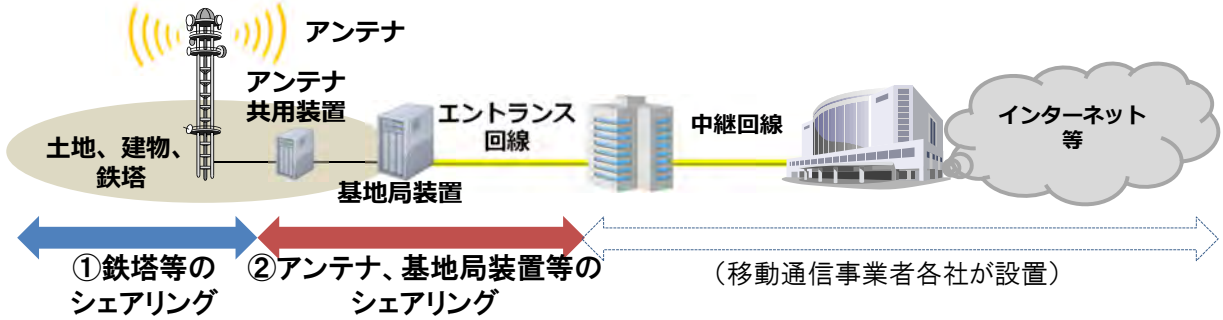 アンテナ
アンテナ
共用装置
土地、建物、
鉄塔
基地局装置
エントランス
回線
中継回線
インターネット
等
①鉄塔等の
シェアリング
②アンテナ、基地局装置等の
シェアリング
（移動通信事業者各社が設置）